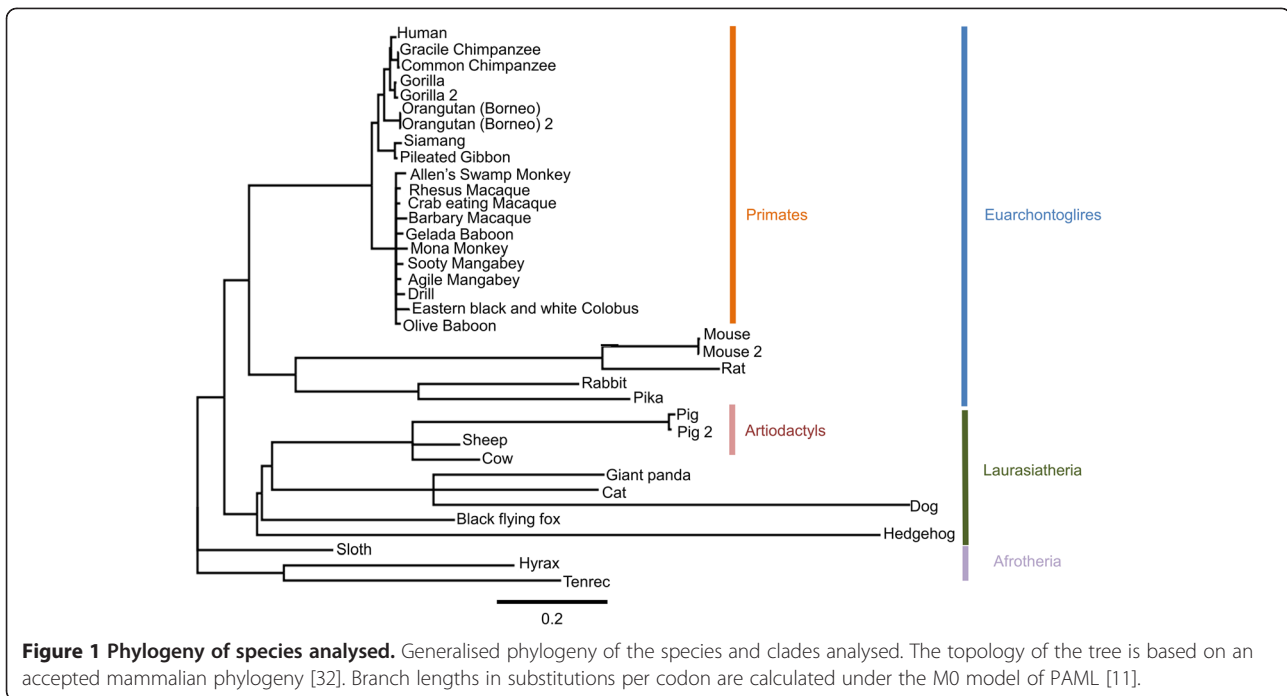 Human
Gracile Chimpanzee
Common Chimpanzee
Gorilla
Gorilla 2
Orangutan (Borneo)
Orangutan (Borneo) 2
Siamang
Pileated Gibbon
Allen's Swamp Monkey
Rhesus Macaque
Crab eating Macaque
Barbary Macaque
Gelada Baboon
Mona Monkey
Sooty Mangabey
Agile Mangabey
Drill
Eastern black and white Colobus
Olive Baboon
Primates
Euarchontoglires
Mouse
Mouse 2
Rat
Rabbit
Pika
Pig
Pig 2
Artiodactyls
Sheep
Cow
Giant panda
Laurasiatheria
Cat
Dog
Black flying fox
Hedgehog
Sloth
Afrotheria
Hyrax
Tenrec
0.2
Figure 1 Phylogeny of species analysed. Generalised phylogeny of the species and clades analysed. The topology of the tree is based on an
accepted mammalian phylogeny [32]. Branch lengths in substitutions per codon are calculated under the M0 model of PAML [11].